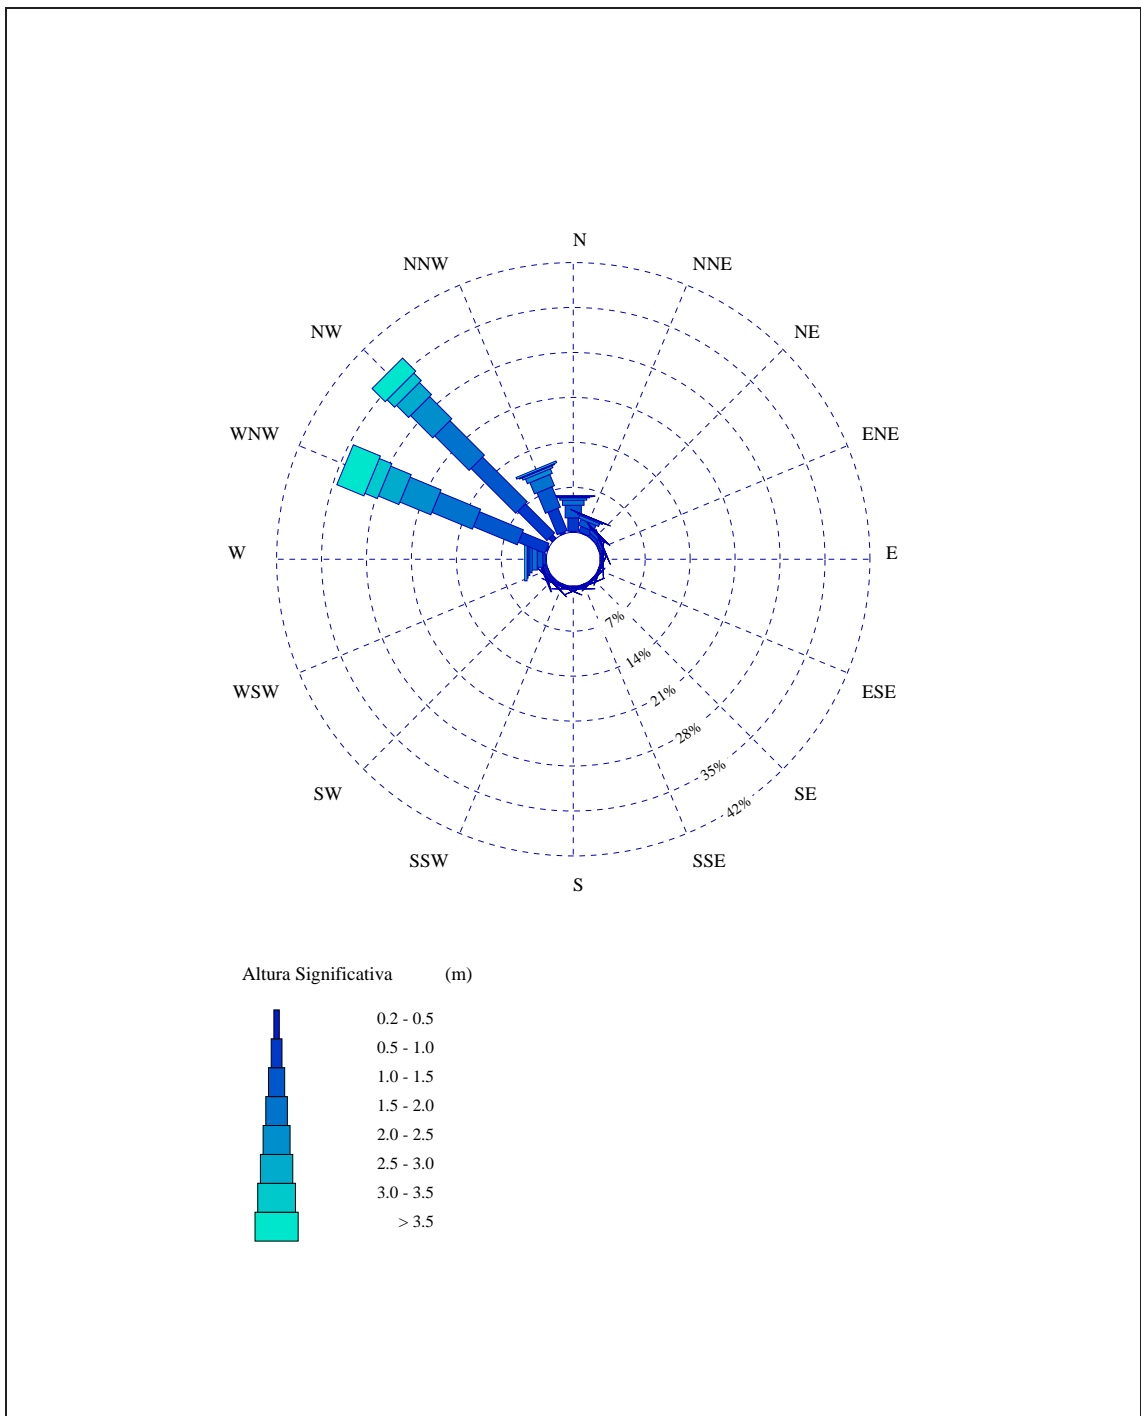 N
NNW NNE
NW NE
WNW ENE
W E
WSW ESE
SW SE
SSW SSE
S
7%
14%
21%
28%
35%
42%
Altura Significativa (m)
0.2 - 0.5
0.5 - 1.0
1.0 - 1.5
1.5 - 2.0
2.0 - 2.5
2.5 - 3.0
3.0 - 3.5
> 3.5